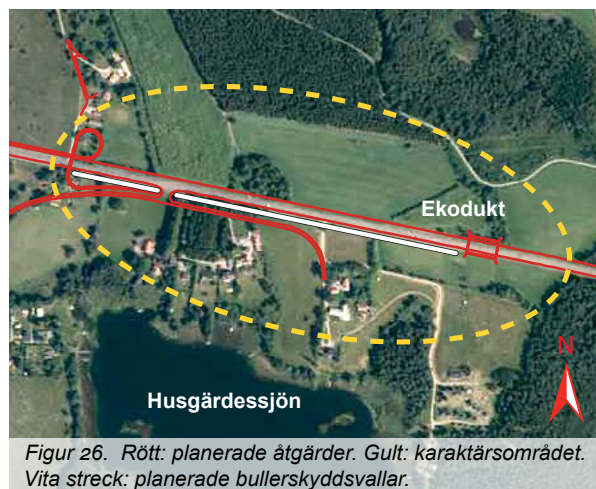 Ekodukt
N
Husgärdessjön
Figur 26. Rött: planerade åtgärder. Gult: karaktärsområdet.
Vita streck: planerade bullerskyddsvallar.